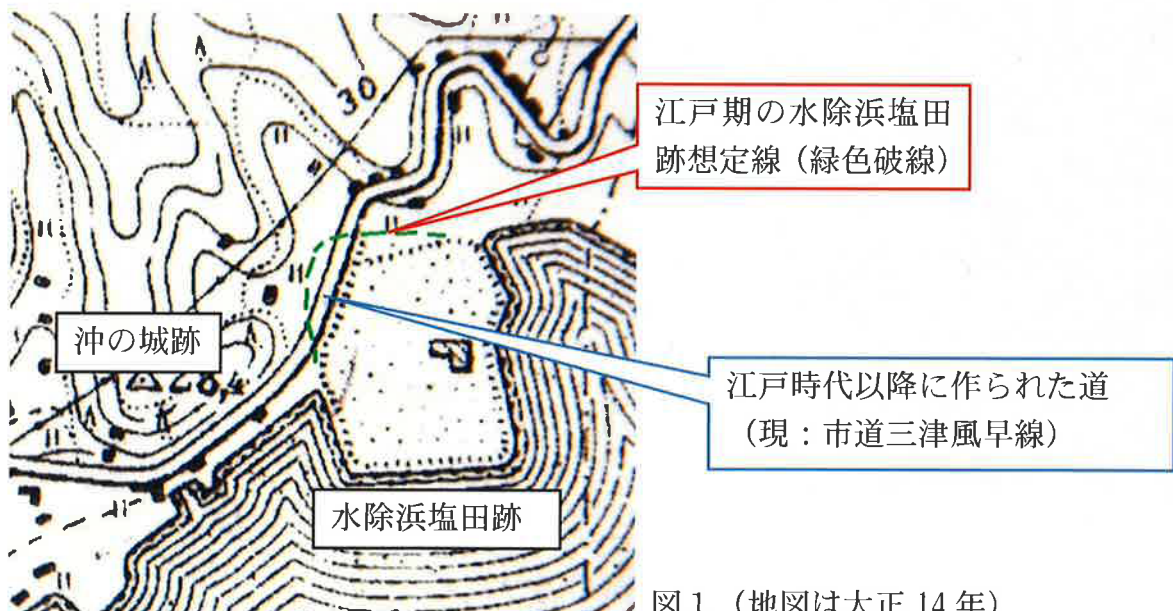 30
江戸期の水除浜塩田
跡想定線(緑色破線)
沖の城跡
江戸時代以降に作られた道
(現:市道三津風早線)
水除浜塩田跡
図1 (地図は大正 14 年)